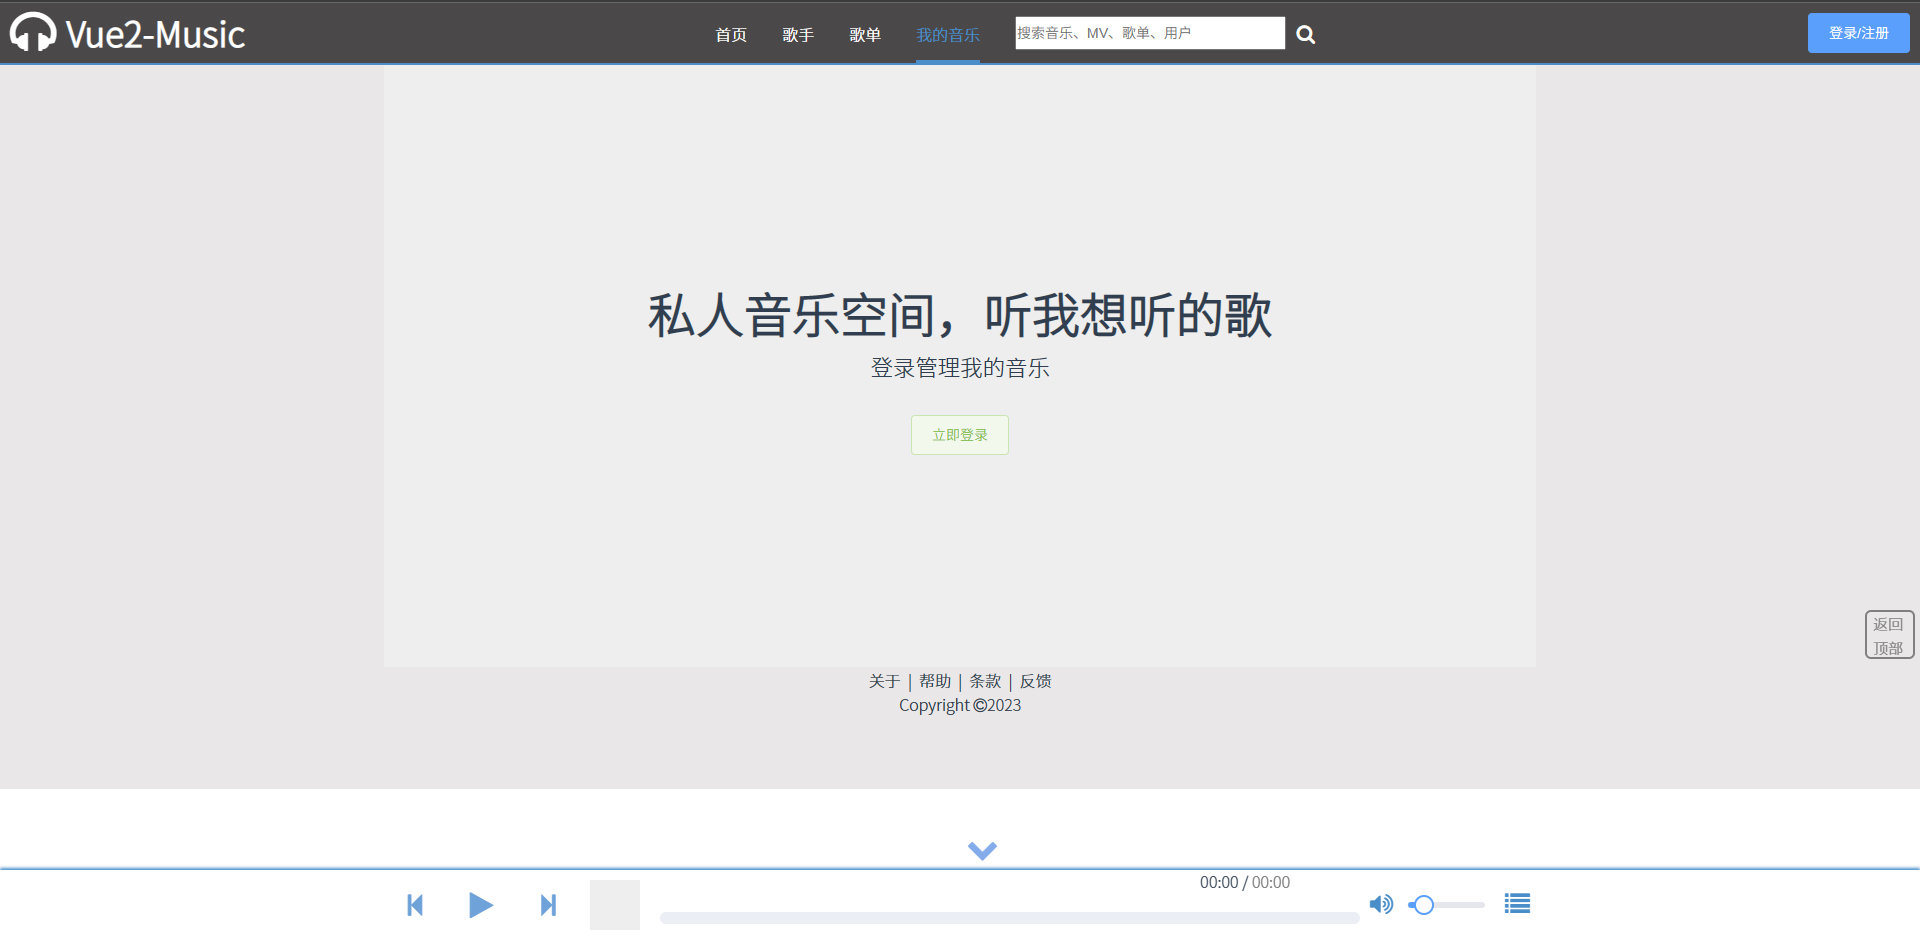 Vue2-Music
首页 歌手 歌单 我的音乐 搜索音乐、MV、歌单、用户 登录/注册
私人音乐空间，听我想听的歌
登录管理我的音乐
立即登录
返回
顶部
关于 | 帮助 | 条款 | 反馈
Copyright ©2023
00:00 / 00:00